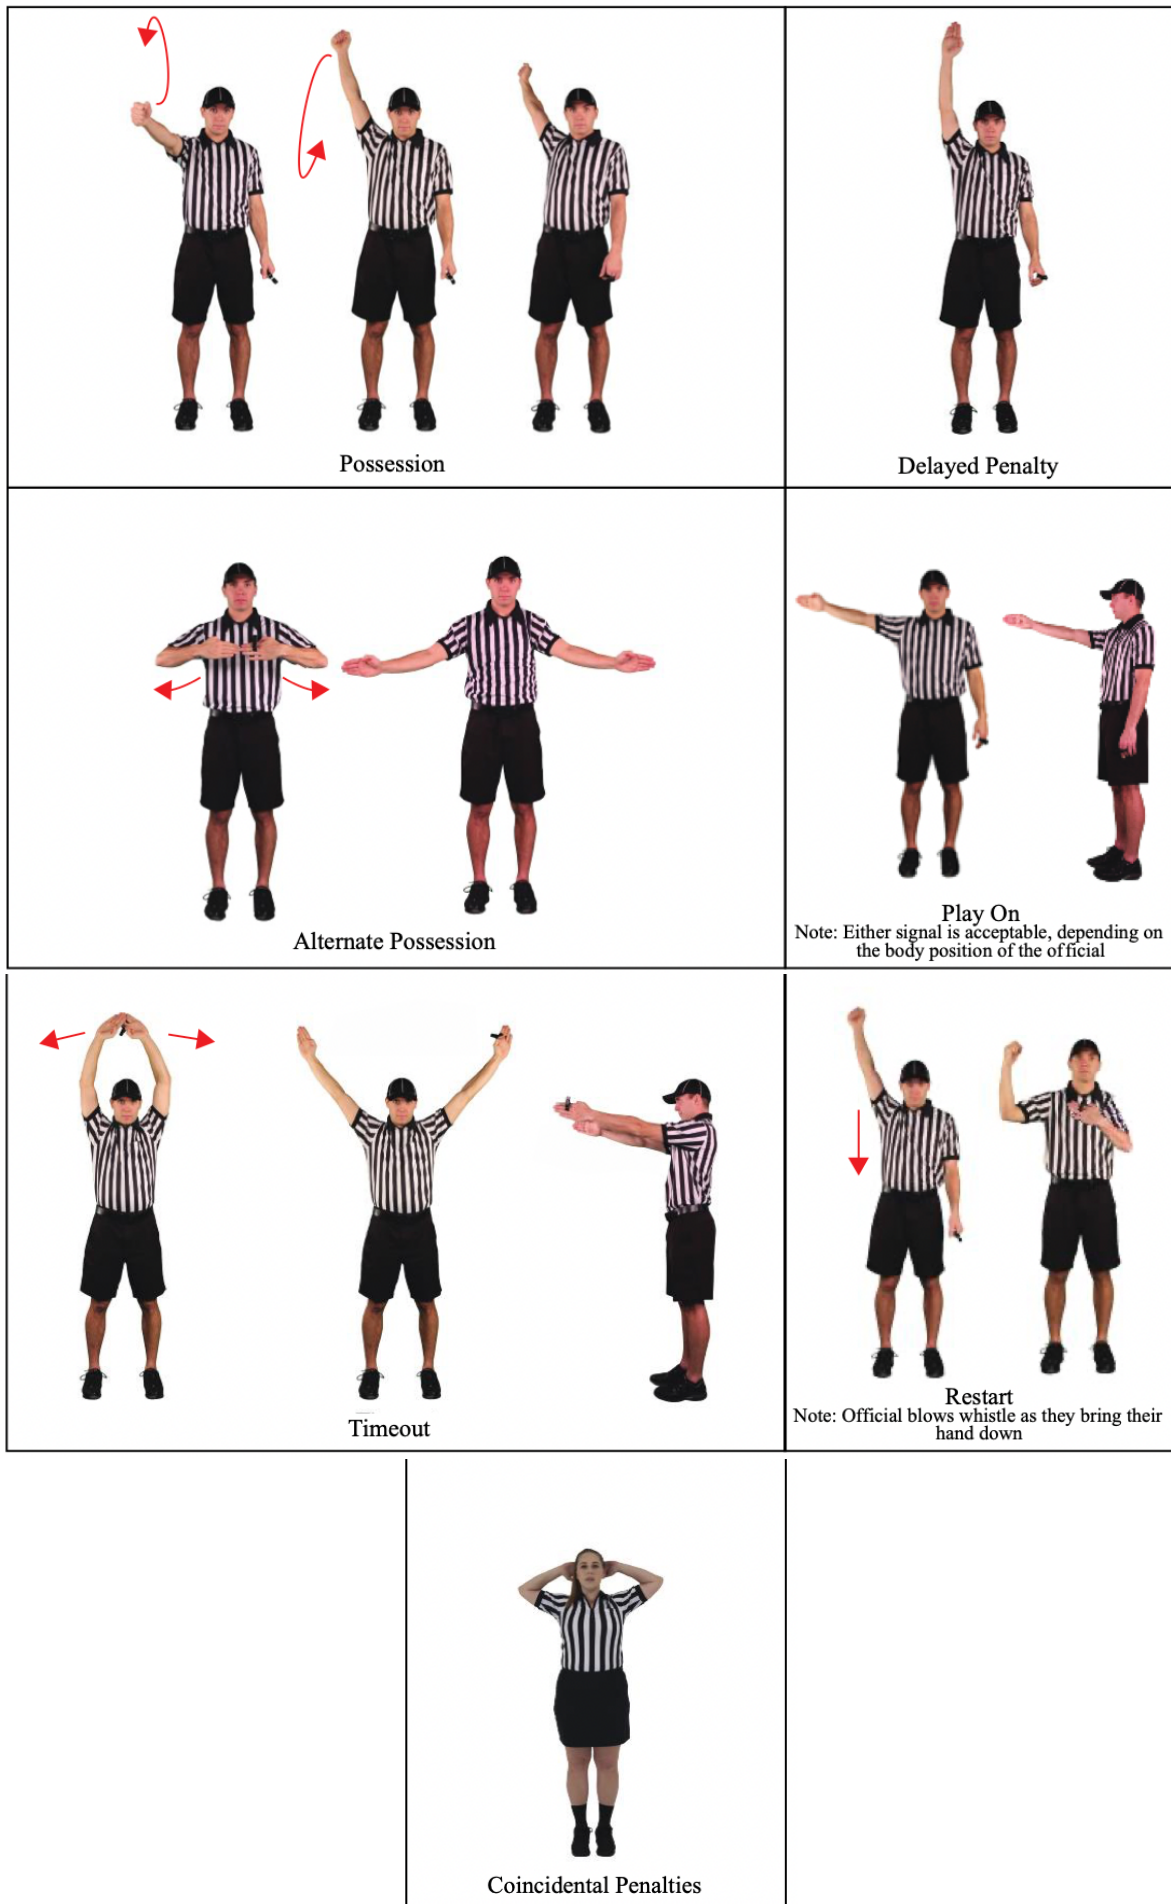 Possession
Delayed Penalty
Alternate Possession
Play On
Note: Either signal is acceptable, depending on
the body position of the official
Timeout
Restart
Note: Official blows whistle as they bring their
hand down
Coincidental Penalties